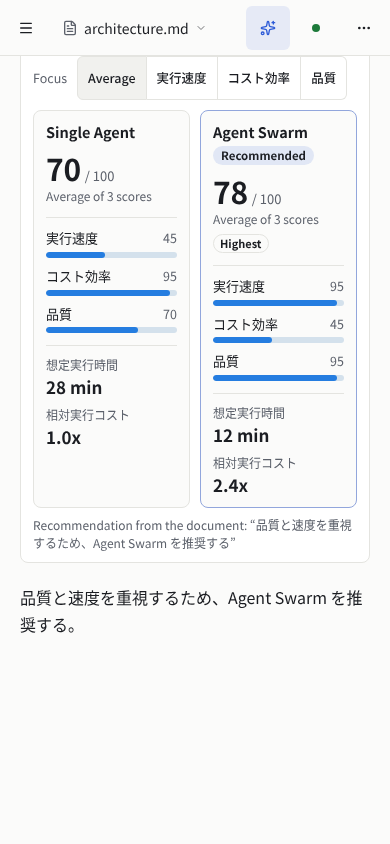 architecture.md
Focus
Average
実行速度
コスト効率
品質
Single Agent
70 / 100
Average of 3 scores
実行速度 45
コスト効率 95
品質 70
想定実行時間
28 min
相対実行コスト
1.0x
Agent Swarm
Recommended
78 / 100
Average of 3 scores
Highest
実行速度 95
コスト効率 45
品質 95
想定実行時間
12 min
相対実行コスト
2.4x
Recommendation from the document: “品質と速度を重視
するため、Agent Swarm を推奨する”
品質と速度を重視するため、Agent Swarm を推
奨する。